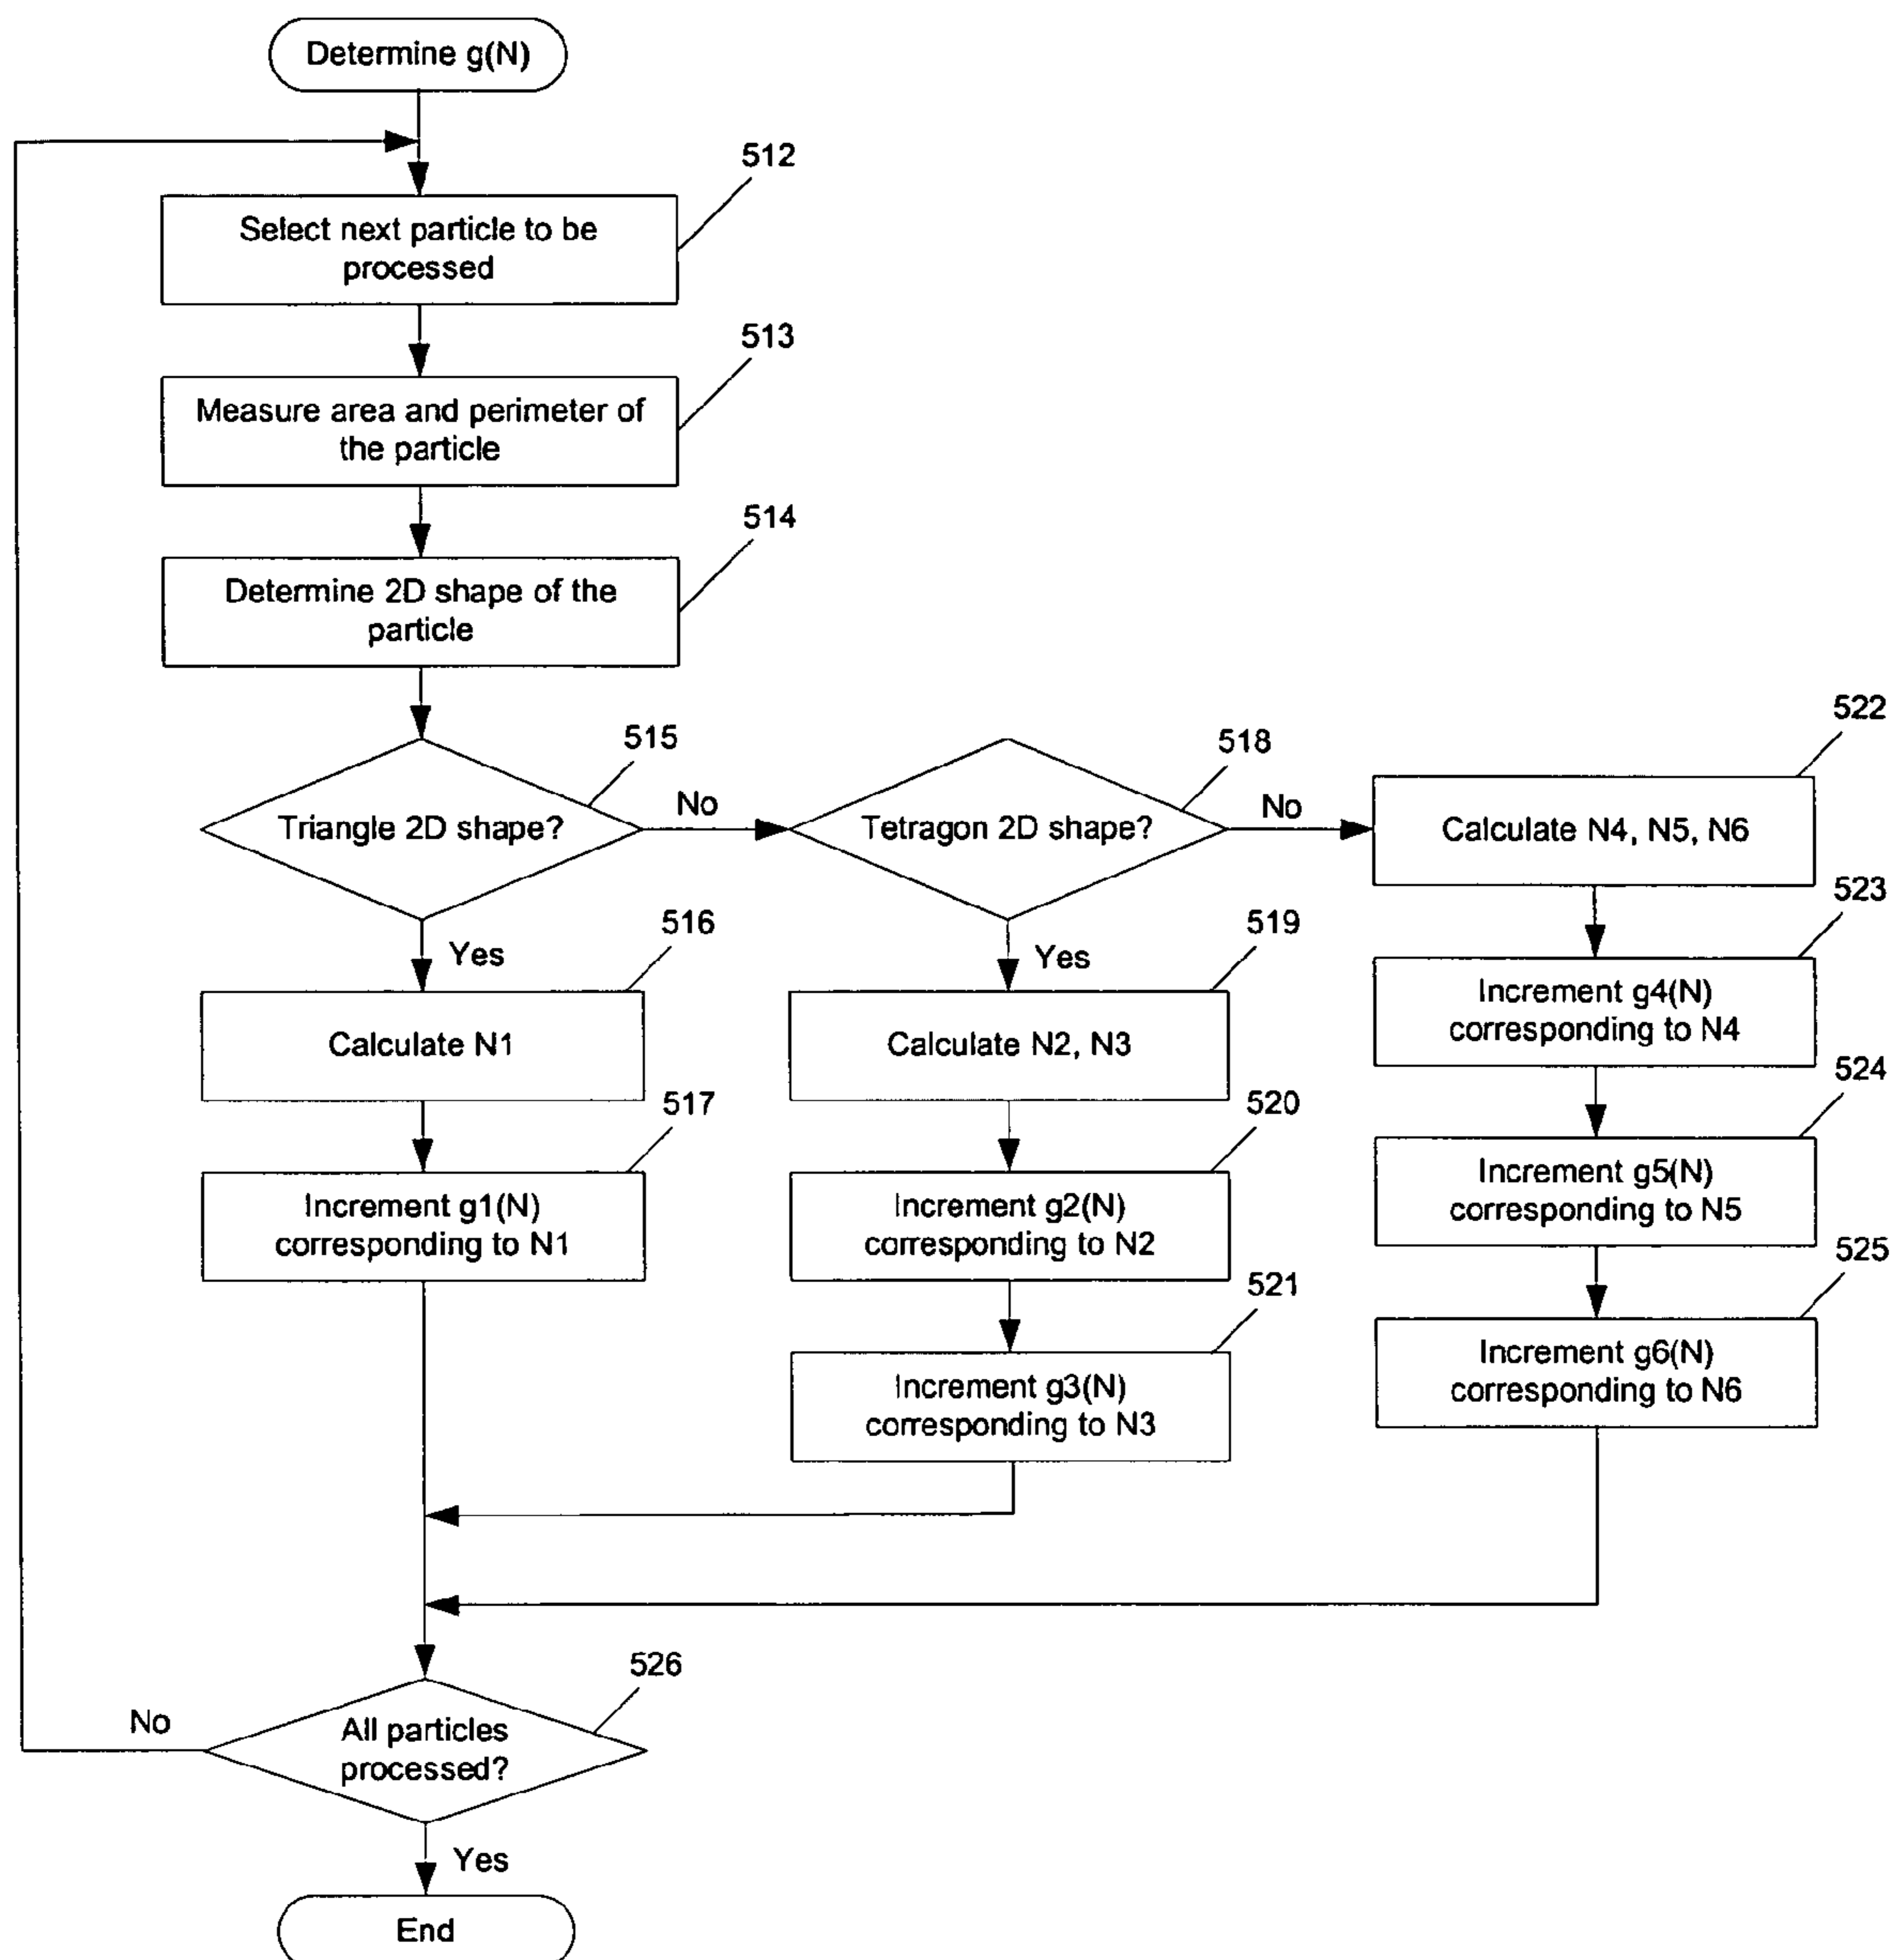 Determine g(N)
512
Select next particle to be
processed
513
Measure area and perimeter of
the particle
514
Determine 2D shape of the
particle
515
Triangle 2D shape?
No
518
Tetragon 2D shape?
No
522
Calculate N4, N5, N6
Yes
516
Calculate N1
Yes
519
Calculate N2, N3
523
Increment g4(N)
corresponding to N4
517
Increment g1(N)
corresponding to N1
520
Increment g2(N)
corresponding to N2
524
Increment g5(N)
corresponding to N5
521
Increment g3(N)
corresponding to N3
525
Increment g6(N)
corresponding to N6
526
All particles
processed?
No
Yes
End